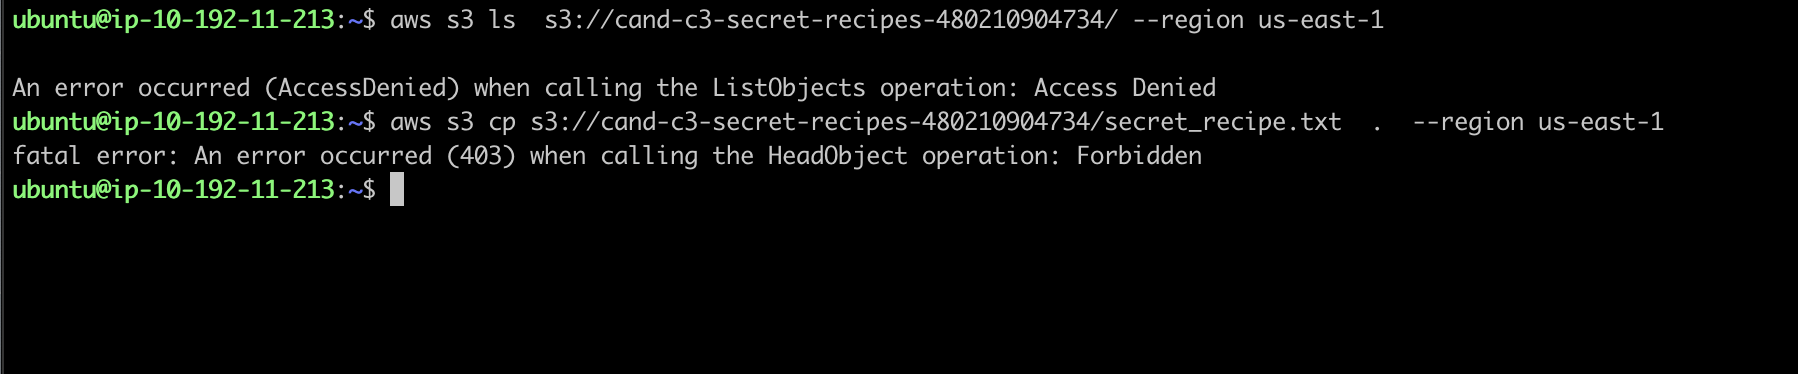 ubuntu@ip-10-192-11-213:~$ aws s3 ls  s3://cand-c3-secret-recipes-480210904734/ --region us-east-1
An error occurred (AccessDenied) when calling the ListObjects operation: Access Denied
ubuntu@ip-10-192-11-213:~$ aws s3 cp s3://cand-c3-secret-recipes-480210904734/secret_recipe.txt  .  --region us-east-1
fatal error: An error occurred (403) when calling the HeadObject operation: Forbidden
ubuntu@ip-10-192-11-213:~$